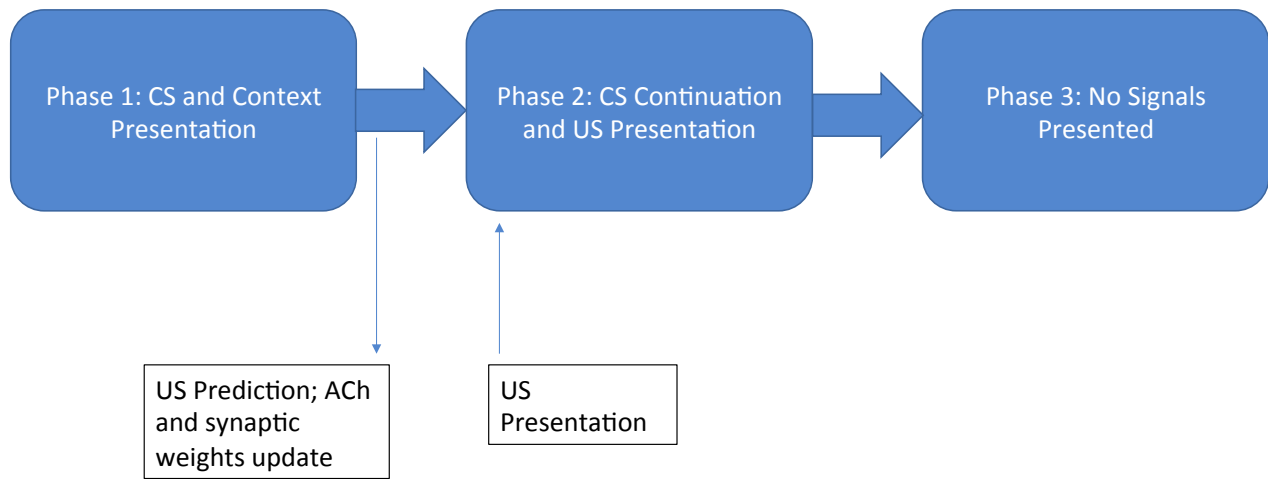 Phase 1: CS and Context
Presentation
Phase 2: CS Continuation
and US Presentation
Phase 3: No Signals
Presented
US Prediction; ACh
and synaptic
weights update
US
Presentation